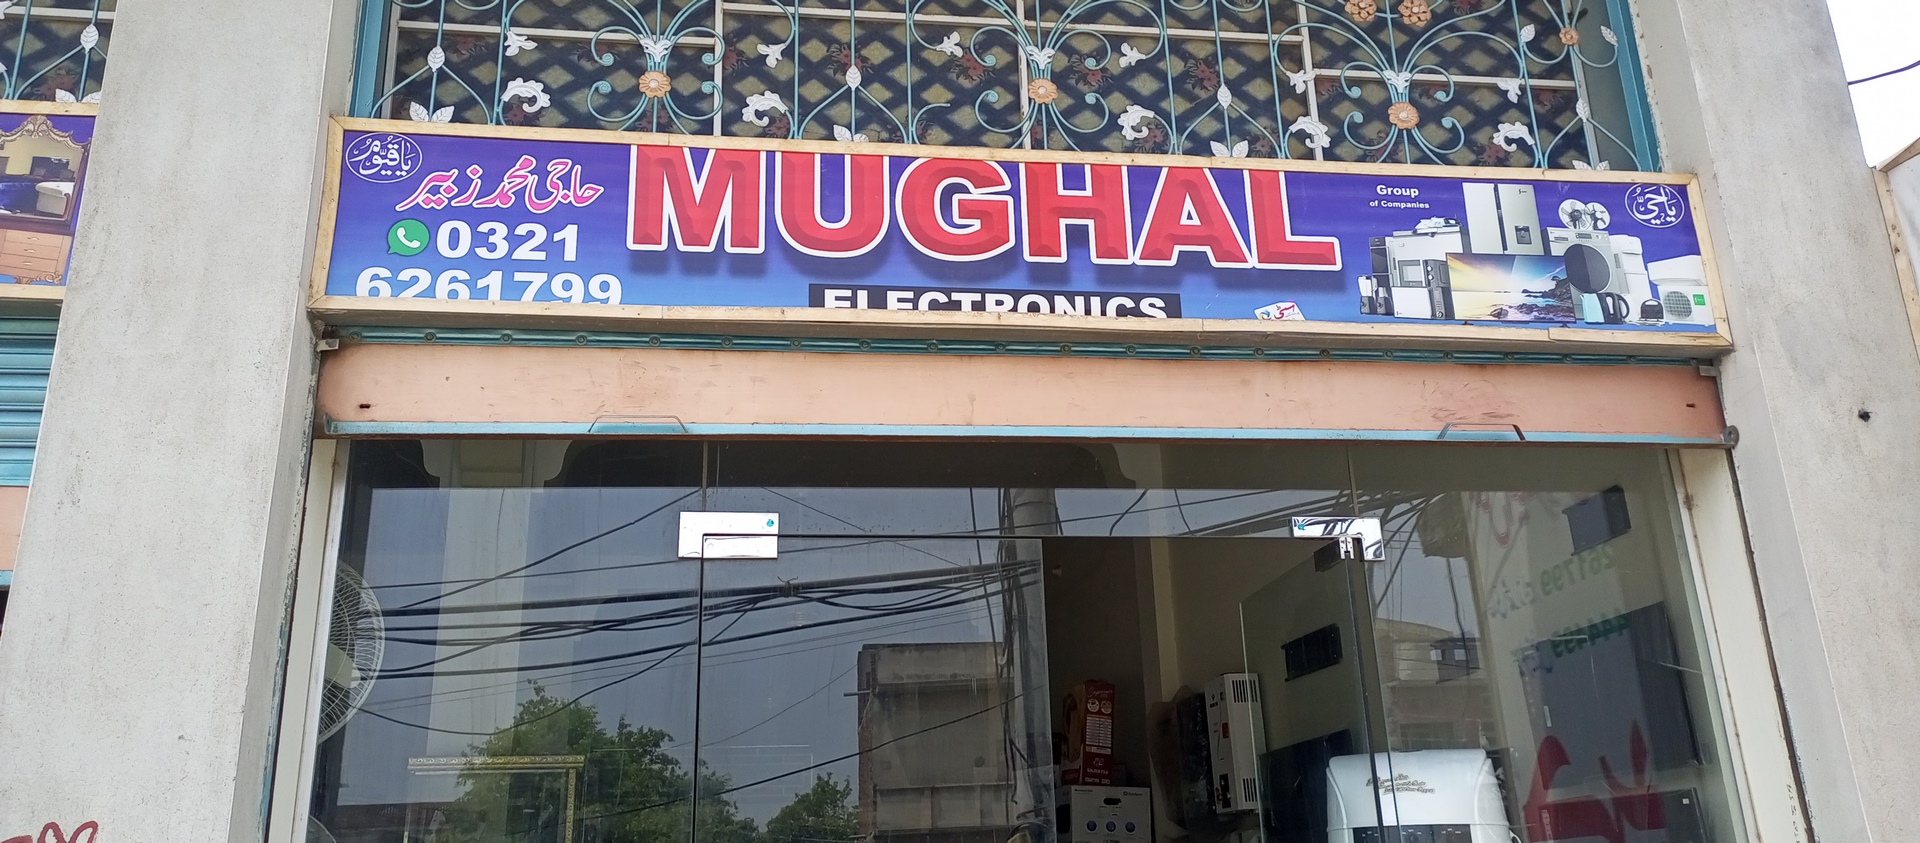 یاقیوم
حاجی محمد زبیر
0321
6261799
MUGHAL
ELECTRONICS
Group
of Companies
یاحی